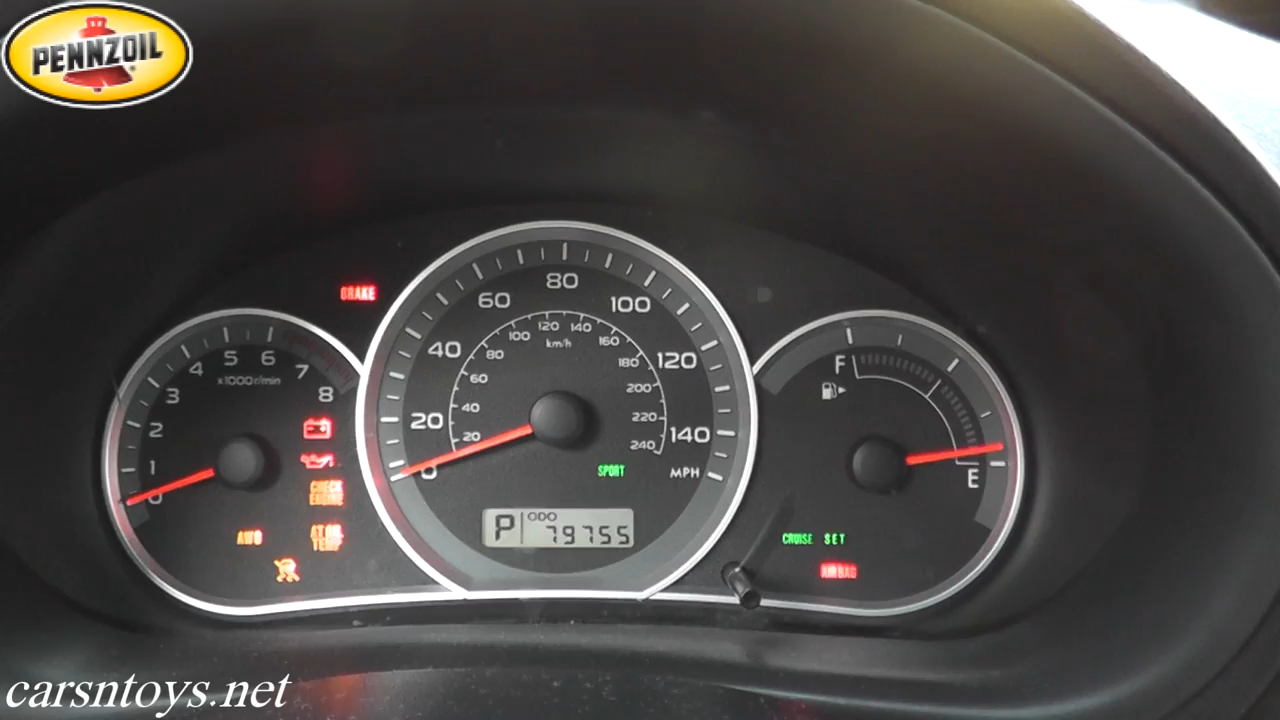 PENNZOIL
BRAKE
80
60
100
40
120
20
140
0
MPH
120
100
140
80
160
60
180
40
200
20
220
240
km/h
SPORT
P
ODO
79755
5
6
4
7
3
8
2
1
0
x1000r/min
CHECK
ENGINE
AWD
AT OIL
TEMP
F
E
CRUISE SET
AIRBAG
carsntoys.net